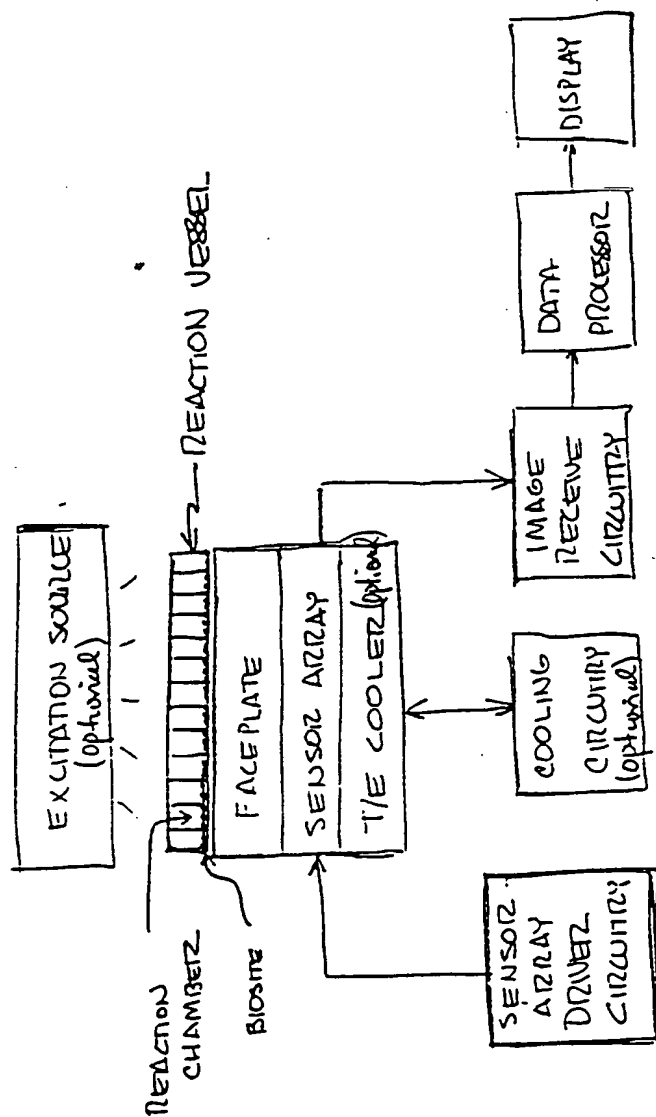 EXCITATION SOURCE
(optional)
REACTION VESSEL
REACTION
CHAMBER
BIOSITE
FACEPLATE
SENSOR ARRAY
T/E COOLER (optional)
SENSOR
ARRAY
DRIVER
CIRCUITRY
COOLING
CIRCUITRY
(optional)
IMAGE
RECEIVE
CIRCUITRY
DATA
PROCESSOR
DISPLAY